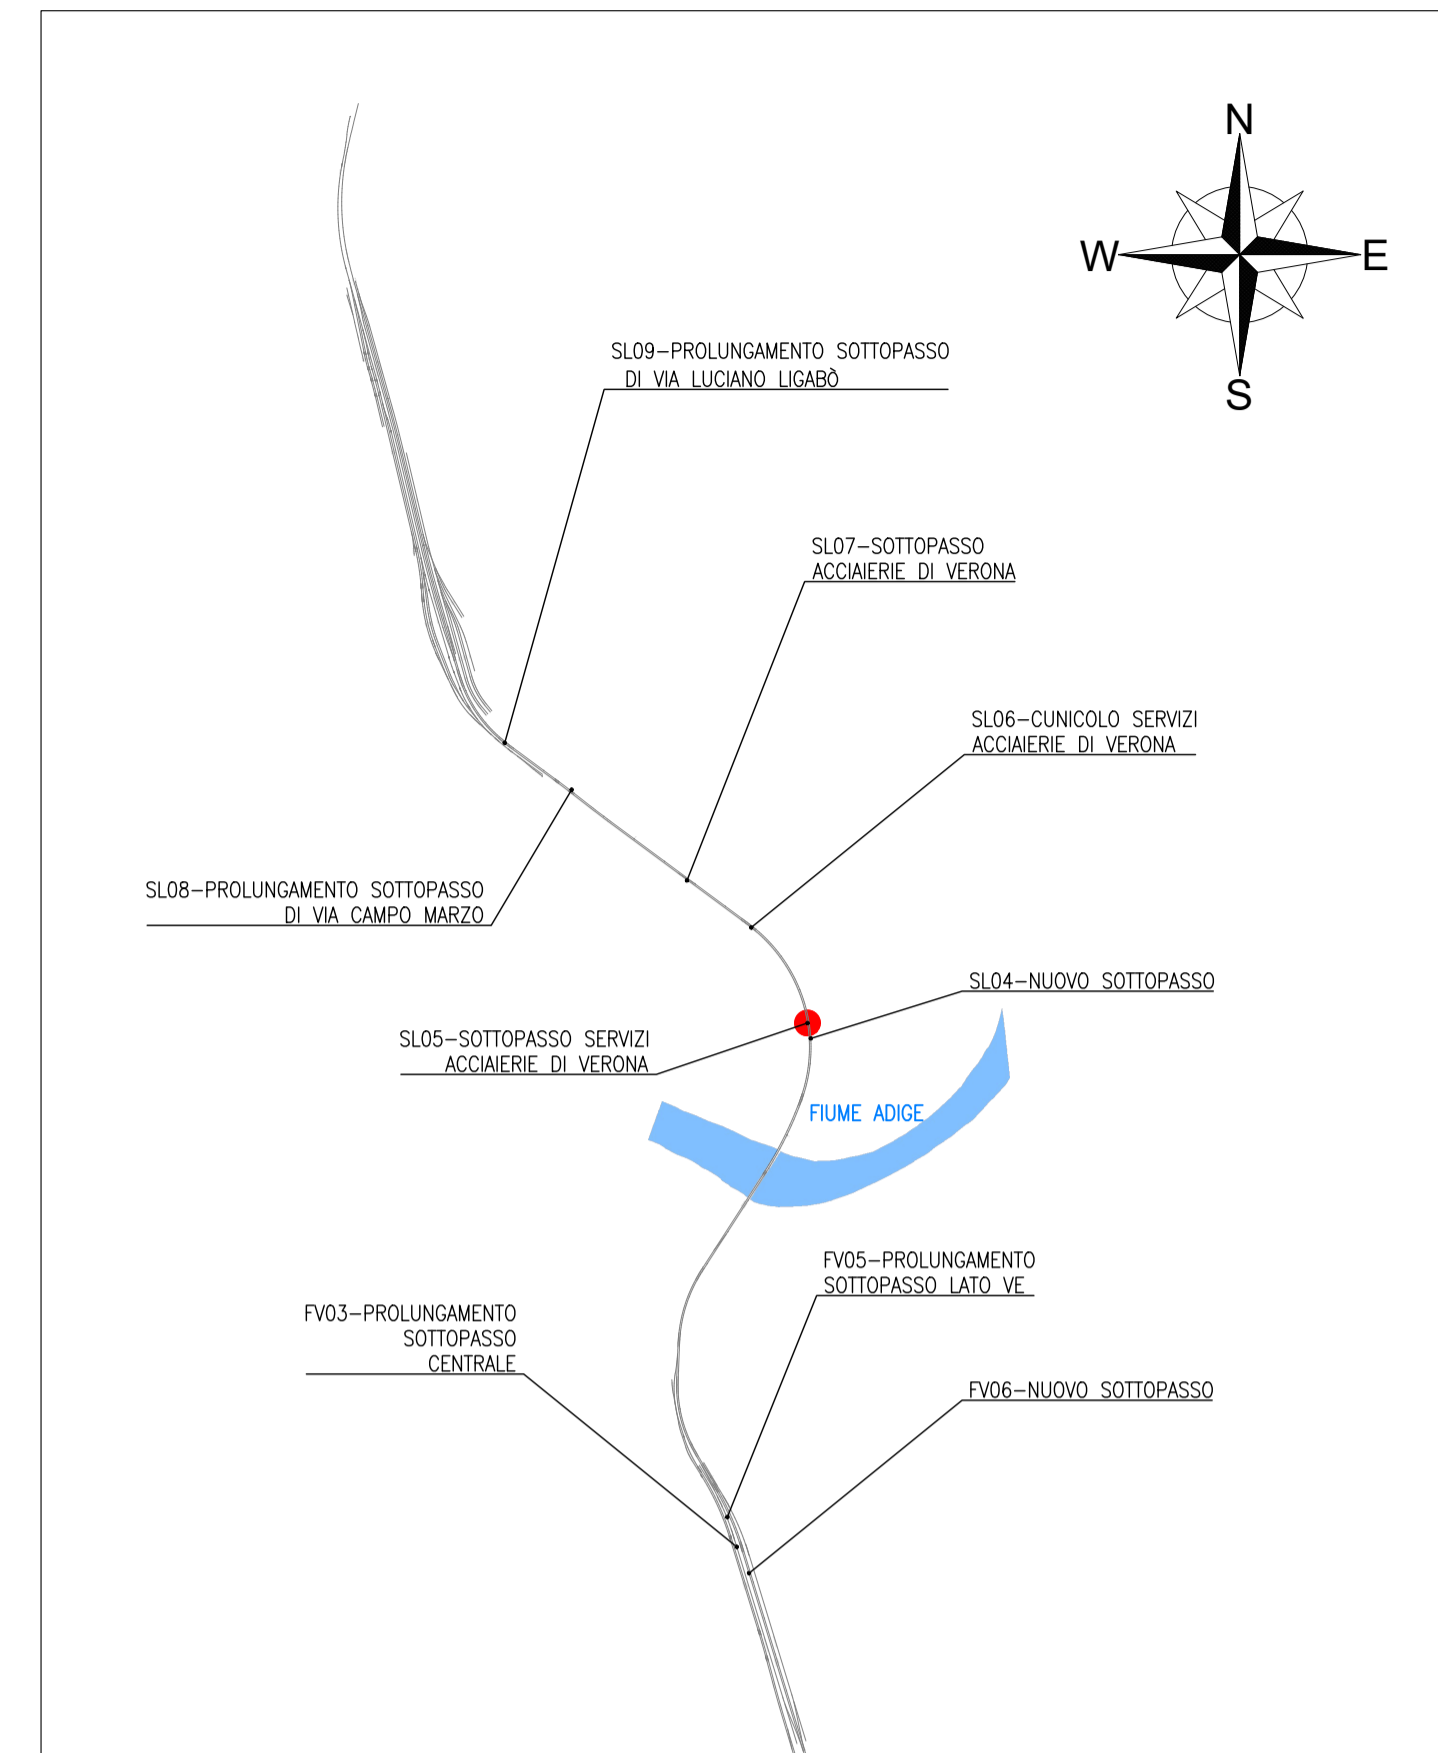 N
W
E
S
SL09-PROLUNGAMENTO SOTTOPASSO
DI VIA LUCIANO LIGABÒ
SL07-SOTTOPASSO
ACCIAIERIE DI VERONA
SL06-CUNICOLO SERVIZI
ACCIAIERIE DI VERONA
SL08-PROLUNGAMENTO SOTTOPASSO
DI VIA CAMPO MARZO
SL04-NUOVO SOTTOPASSO
SL05-SOTTOPASSO SERVIZI
ACCIAIERIE DI VERONA
FIUME ADIGE
FV05-PROLUNGAMENTO
SOTTOPASSO LATO VE
FV03-PROLUNGAMENTO
SOTTOPASSO
CENTRALE
FV06-NUOVO SOTTOPASSO